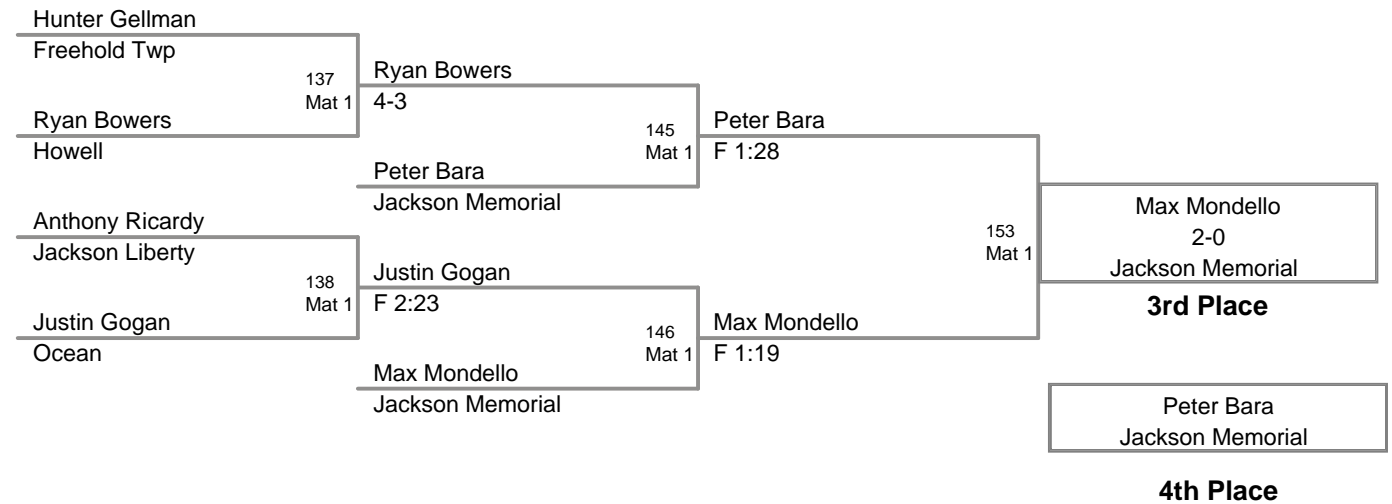 Hunter Gellman
Freehold Twp
137
Mat 1
Ryan Bowers
4-3
Ryan Bowers
Howell
145
Mat 1
Peter Bara
F 1:28
Peter Bara
Jackson Memorial
Anthony Ricardy
Jackson Liberty
138
Mat 1
Justin Gogan
F 2:23
Justin Gogan
Ocean
146
Mat 1
Max Mondello
F 1:19
Max Mondello
Jackson Memorial
153
Mat 1
Max Mondello
2-0
Jackson Memorial
3rd Place
Peter Bara
Jackson Memorial
4th Place